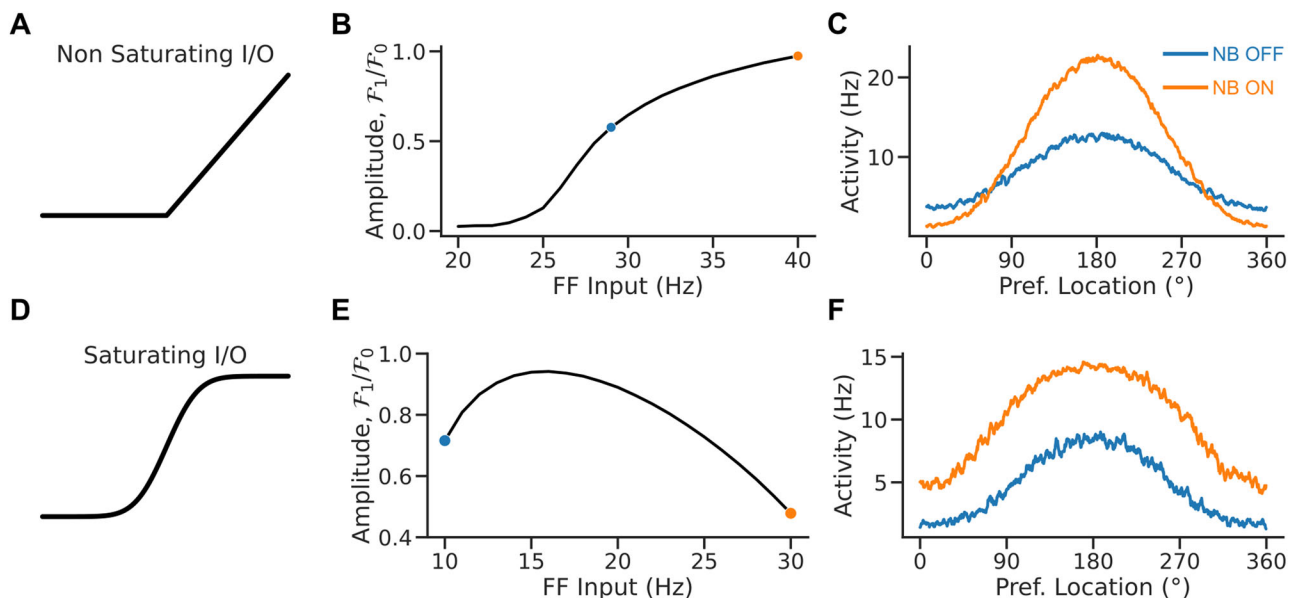 A
Non Saturating I/O
B
Amplitude, ℱ₁/ℱ₀
1.0
0.5
0.0
20 25 30 35 40
FF Input (Hz)
C
Activity (Hz)
20
10
NB OFF
NB ON
0 90 180 270 360
Pref. Location (°)
D
Saturating I/O
E
Amplitude, ℱ₁/ℱ₀
1.0
0.8
0.6
0.4
10 15 20 25 30
FF Input (Hz)
F
Activity (Hz)
15
10
5
0 90 180 270 360
Pref. Location (°)